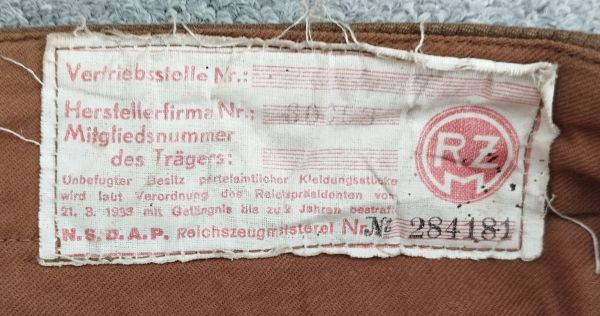 Vertriebsstelle Nr.:
Herstellerfirma Nr.:
Mitgliedsnummer
des Trägers:
RZM
Unbefugter Besitz parteiamtlicher Kleidungsstücke
wird laut Verordnung des Reichspräsidenten vom
21. 3. 1933 mit Gefängnis bis zu 2 Jahren bestraft
N.S.D.A.P. Reichszeugmeisterei Nr. № 284181